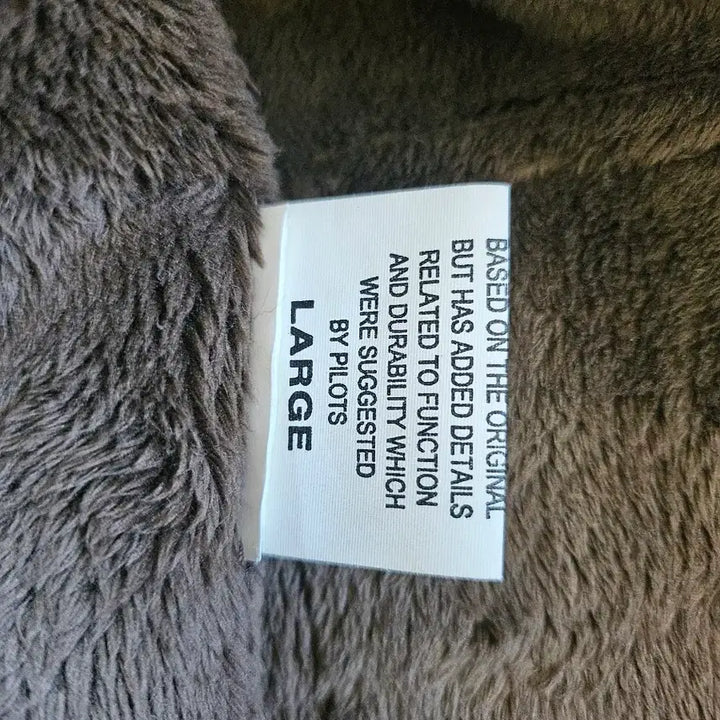 BASED ON THE ORIGINAL
BUT HAS ADDED DETAILS
RELATED TO FUNCTION
AND DURABILITY WHICH
WERE SUGGESTED
BY PILOTS
LARGE